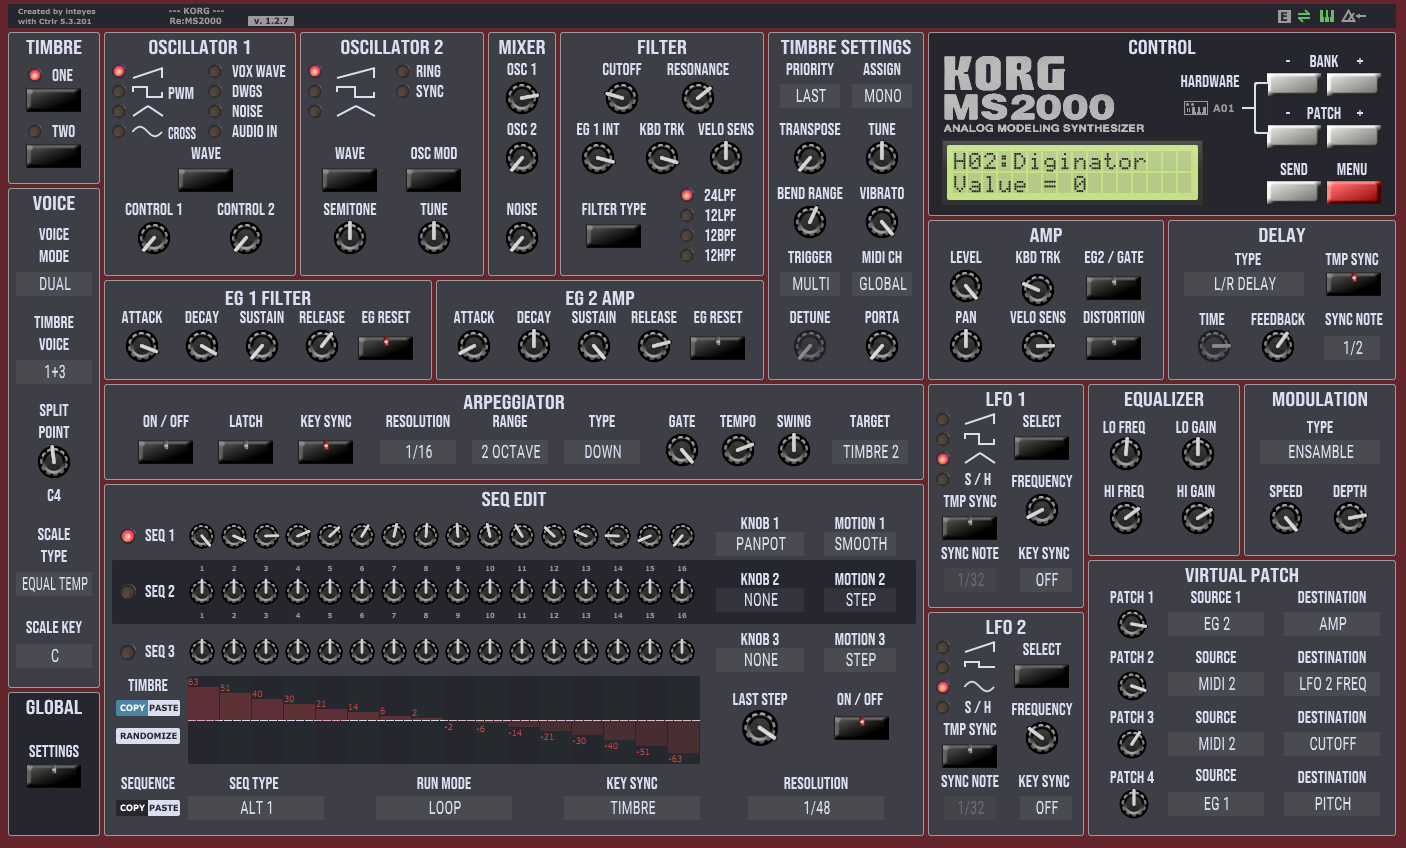 Created by inteyes
with Ctrlr 5.3.201
--- KORG ---
Re:MS2000
v. 1.2.7
E
TIMBRE
ONE
TWO
OSCILLATOR 1
VOX WAVE
PWM
DWGS
NOISE
CROSS
AUDIO IN
WAVE
CONTROL 1
CONTROL 2
OSCILLATOR 2
RING
SYNC
WAVE
OSC MOD
SEMITONE
TUNE
MIXER
OSC 1
OSC 2
NOISE
FILTER
CUTOFF
RESONANCE
EG 1 INT
KBD TRK
VELO SENS
FILTER TYPE
24LPF
12LPF
12BPF
12HPF
TIMBRE SETTINGS
PRIORITY
ASSIGN
LAST
MONO
TRANSPOSE
TUNE
BEND RANGE
VIBRATO
TRIGGER
MIDI CH
MULTI
GLOBAL
DETUNE
PORTA
CONTROL
KORG
MS2000
ANALOG MODELING SYNTHESIZER
H02:Diginator
Value = 0
HARDWARE
A01
- BANK +
- PATCH +
SEND
MENU
VOICE
VOICE
MODE
DUAL
TIMBRE
VOICE
1+3
SPLIT
POINT
C4
SCALE
TYPE
EQUAL TEMP
SCALE KEY
C
GLOBAL
SETTINGS
EG 1 FILTER
ATTACK
DECAY
SUSTAIN
RELEASE
EG RESET
EG 2 AMP
ATTACK
DECAY
SUSTAIN
RELEASE
EG RESET
AMP
LEVEL
KBD TRK
EG2 / GATE
PAN
VELO SENS
DISTORTION
DELAY
TYPE
TMP SYNC
L/R DELAY
TIME
FEEDBACK
SYNC NOTE
1/2
ARPEGGIATOR
ON / OFF
LATCH
KEY SYNC
RESOLUTION
RANGE
TYPE
GATE
TEMPO
SWING
TARGET
1/16
2 OCTAVE
DOWN
TIMBRE 2
SEQ EDIT
SEQ 1
KNOB 1
MOTION 1
PANPOT
SMOOTH
1 2 3 4 5 6 7 8 9 10 11 12 13 14 15 16
SEQ 2
KNOB 2
MOTION 2
NONE
STEP
1 2 3 4 5 6 7 8 9 10 11 12 13 14 15 16
SEQ 3
KNOB 3
MOTION 3
NONE
STEP
TIMBRE
COPY PASTE
RANDOMIZE
63 51 40 30 21 14 6 2 -2 -6 -14 -21 -30 -40 -51 -63
LAST STEP
ON / OFF
SEQUENCE
COPY PASTE
SEQ TYPE
RUN MODE
KEY SYNC
RESOLUTION
ALT 1
LOOP
TIMBRE
1/48
LFO 1
SELECT
S / H
FREQUENCY
TMP SYNC
SYNC NOTE
KEY SYNC
1/32
OFF
LFO 2
SELECT
S / H
FREQUENCY
TMP SYNC
SYNC NOTE
KEY SYNC
1/32
OFF
EQUALIZER
LO FREQ
LO GAIN
HI FREQ
HI GAIN
MODULATION
TYPE
ENSAMBLE
SPEED
DEPTH
VIRTUAL PATCH
PATCH 1
SOURCE 1
DESTINATION
EG 2
AMP
PATCH 2
SOURCE
DESTINATION
MIDI 2
LFO 2 FREQ
PATCH 3
SOURCE
DESTINATION
MIDI 2
CUTOFF
PATCH 4
SOURCE
DESTINATION
EG 1
PITCH